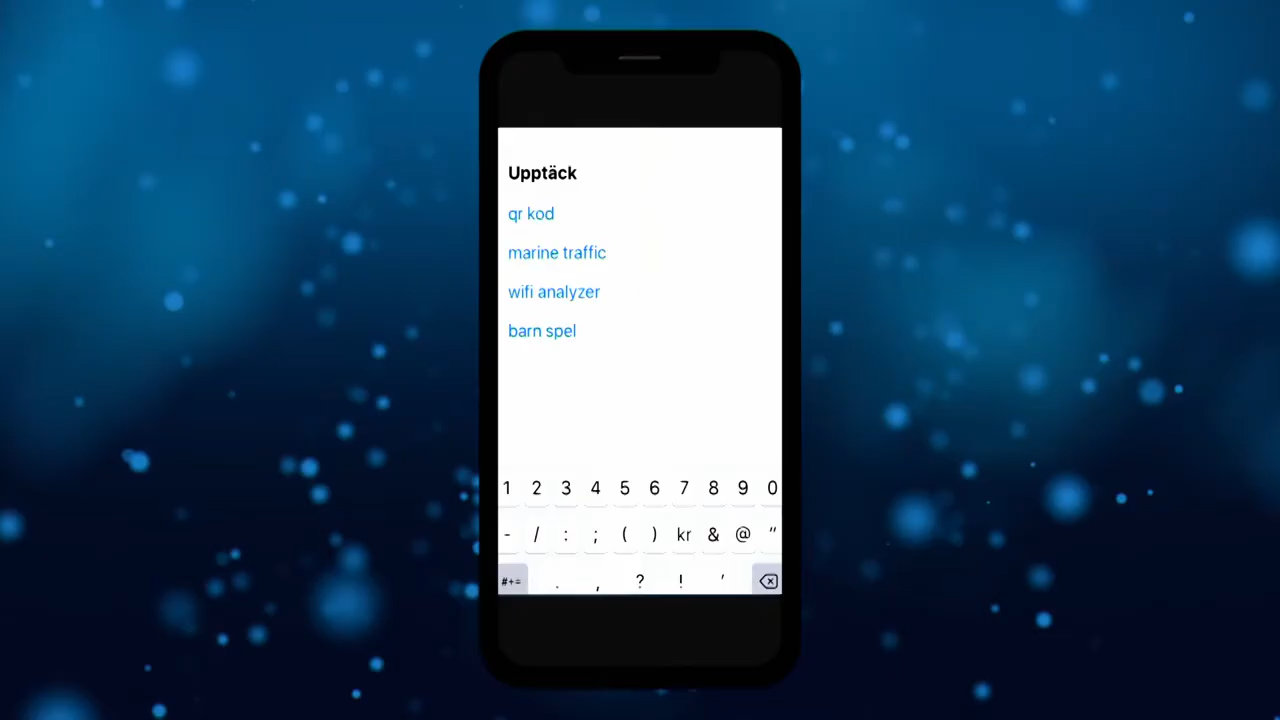 Upptäck
qr kod
marine traffic
wifi analyzer
barn spel
1 2 3 4 5 6 7 8 9 0
- / : ; ( ) kr & @ "
#+= . , ? ! '